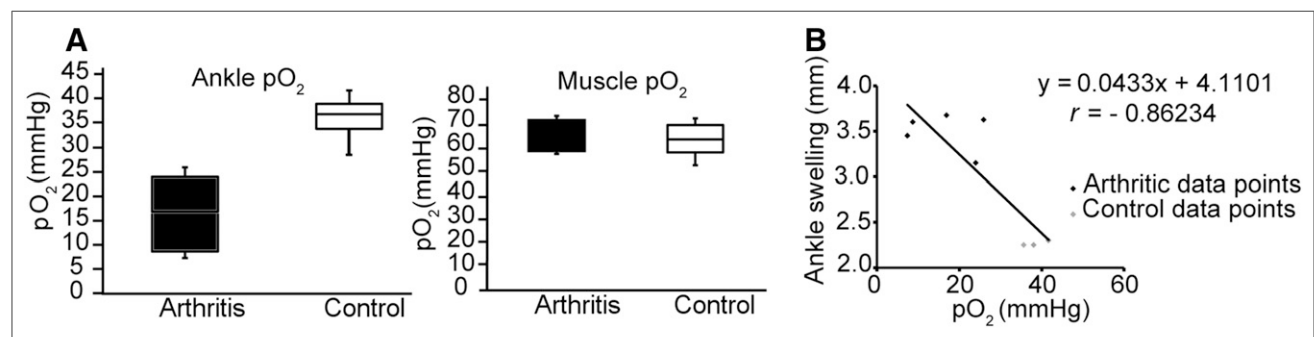 A
Ankle pO₂
pO₂(mmHg)
45
40
35
30
25
20
15
10
5
0
Arthritis Control
Muscle pO₂
pO₂(mmHg)
80
70
60
50
40
30
20
10
0
Arthritis Control
B
Ankle swelling (mm)
4.0
3.5
3.0
2.5
2.0
0 20 40 60
pO₂(mmHg)
y = 0.0433x + 4.1101
r = - 0.86234
Arthritic data points
Control data points